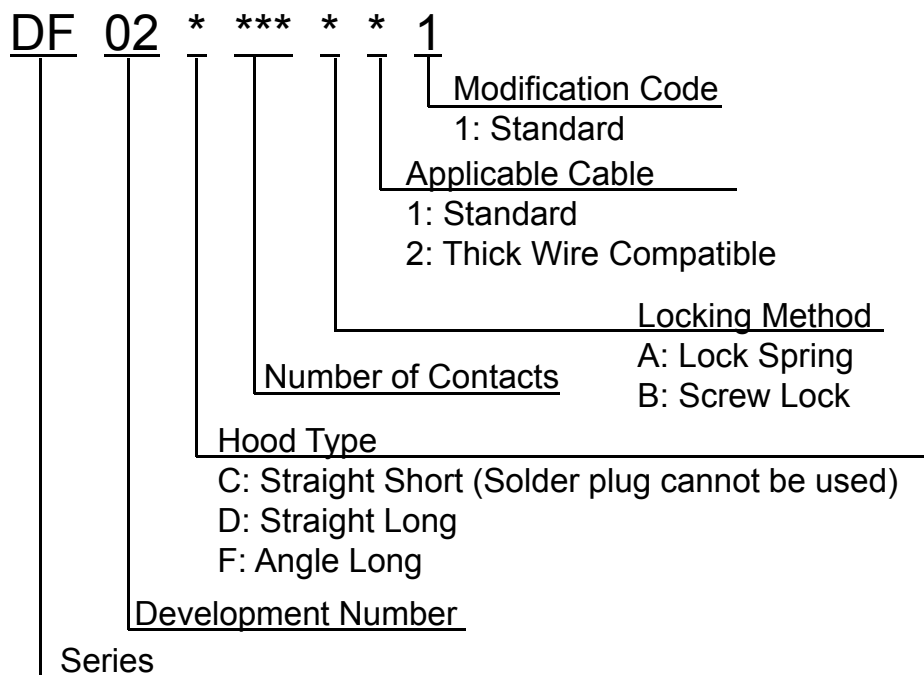 DF 02 * *** * * 1
Modification Code
1: Standard
Applicable Cable
1: Standard
2: Thick Wire Compatible
Locking Method
A: Lock Spring
B: Screw Lock
Number of Contacts
Hood Type
C: Straight Short (Solder plug cannot be used)
D: Straight Long
F: Angle Long
Development Number
Series